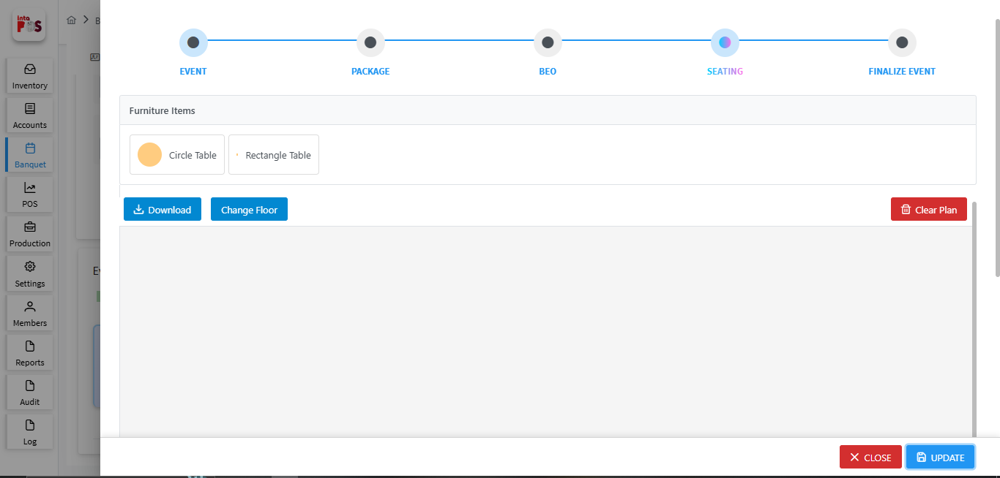 into
POS
Inventory
Accounts
Banquet
POS
Production
Settings
Members
Reports
Audit
Log
EVENT
PACKAGE
BEO
SEATING
FINALIZE EVENT
Furniture Items
Circle Table
Rectangle Table
Download
Change Floor
Clear Plan
CLOSE
UPDATE